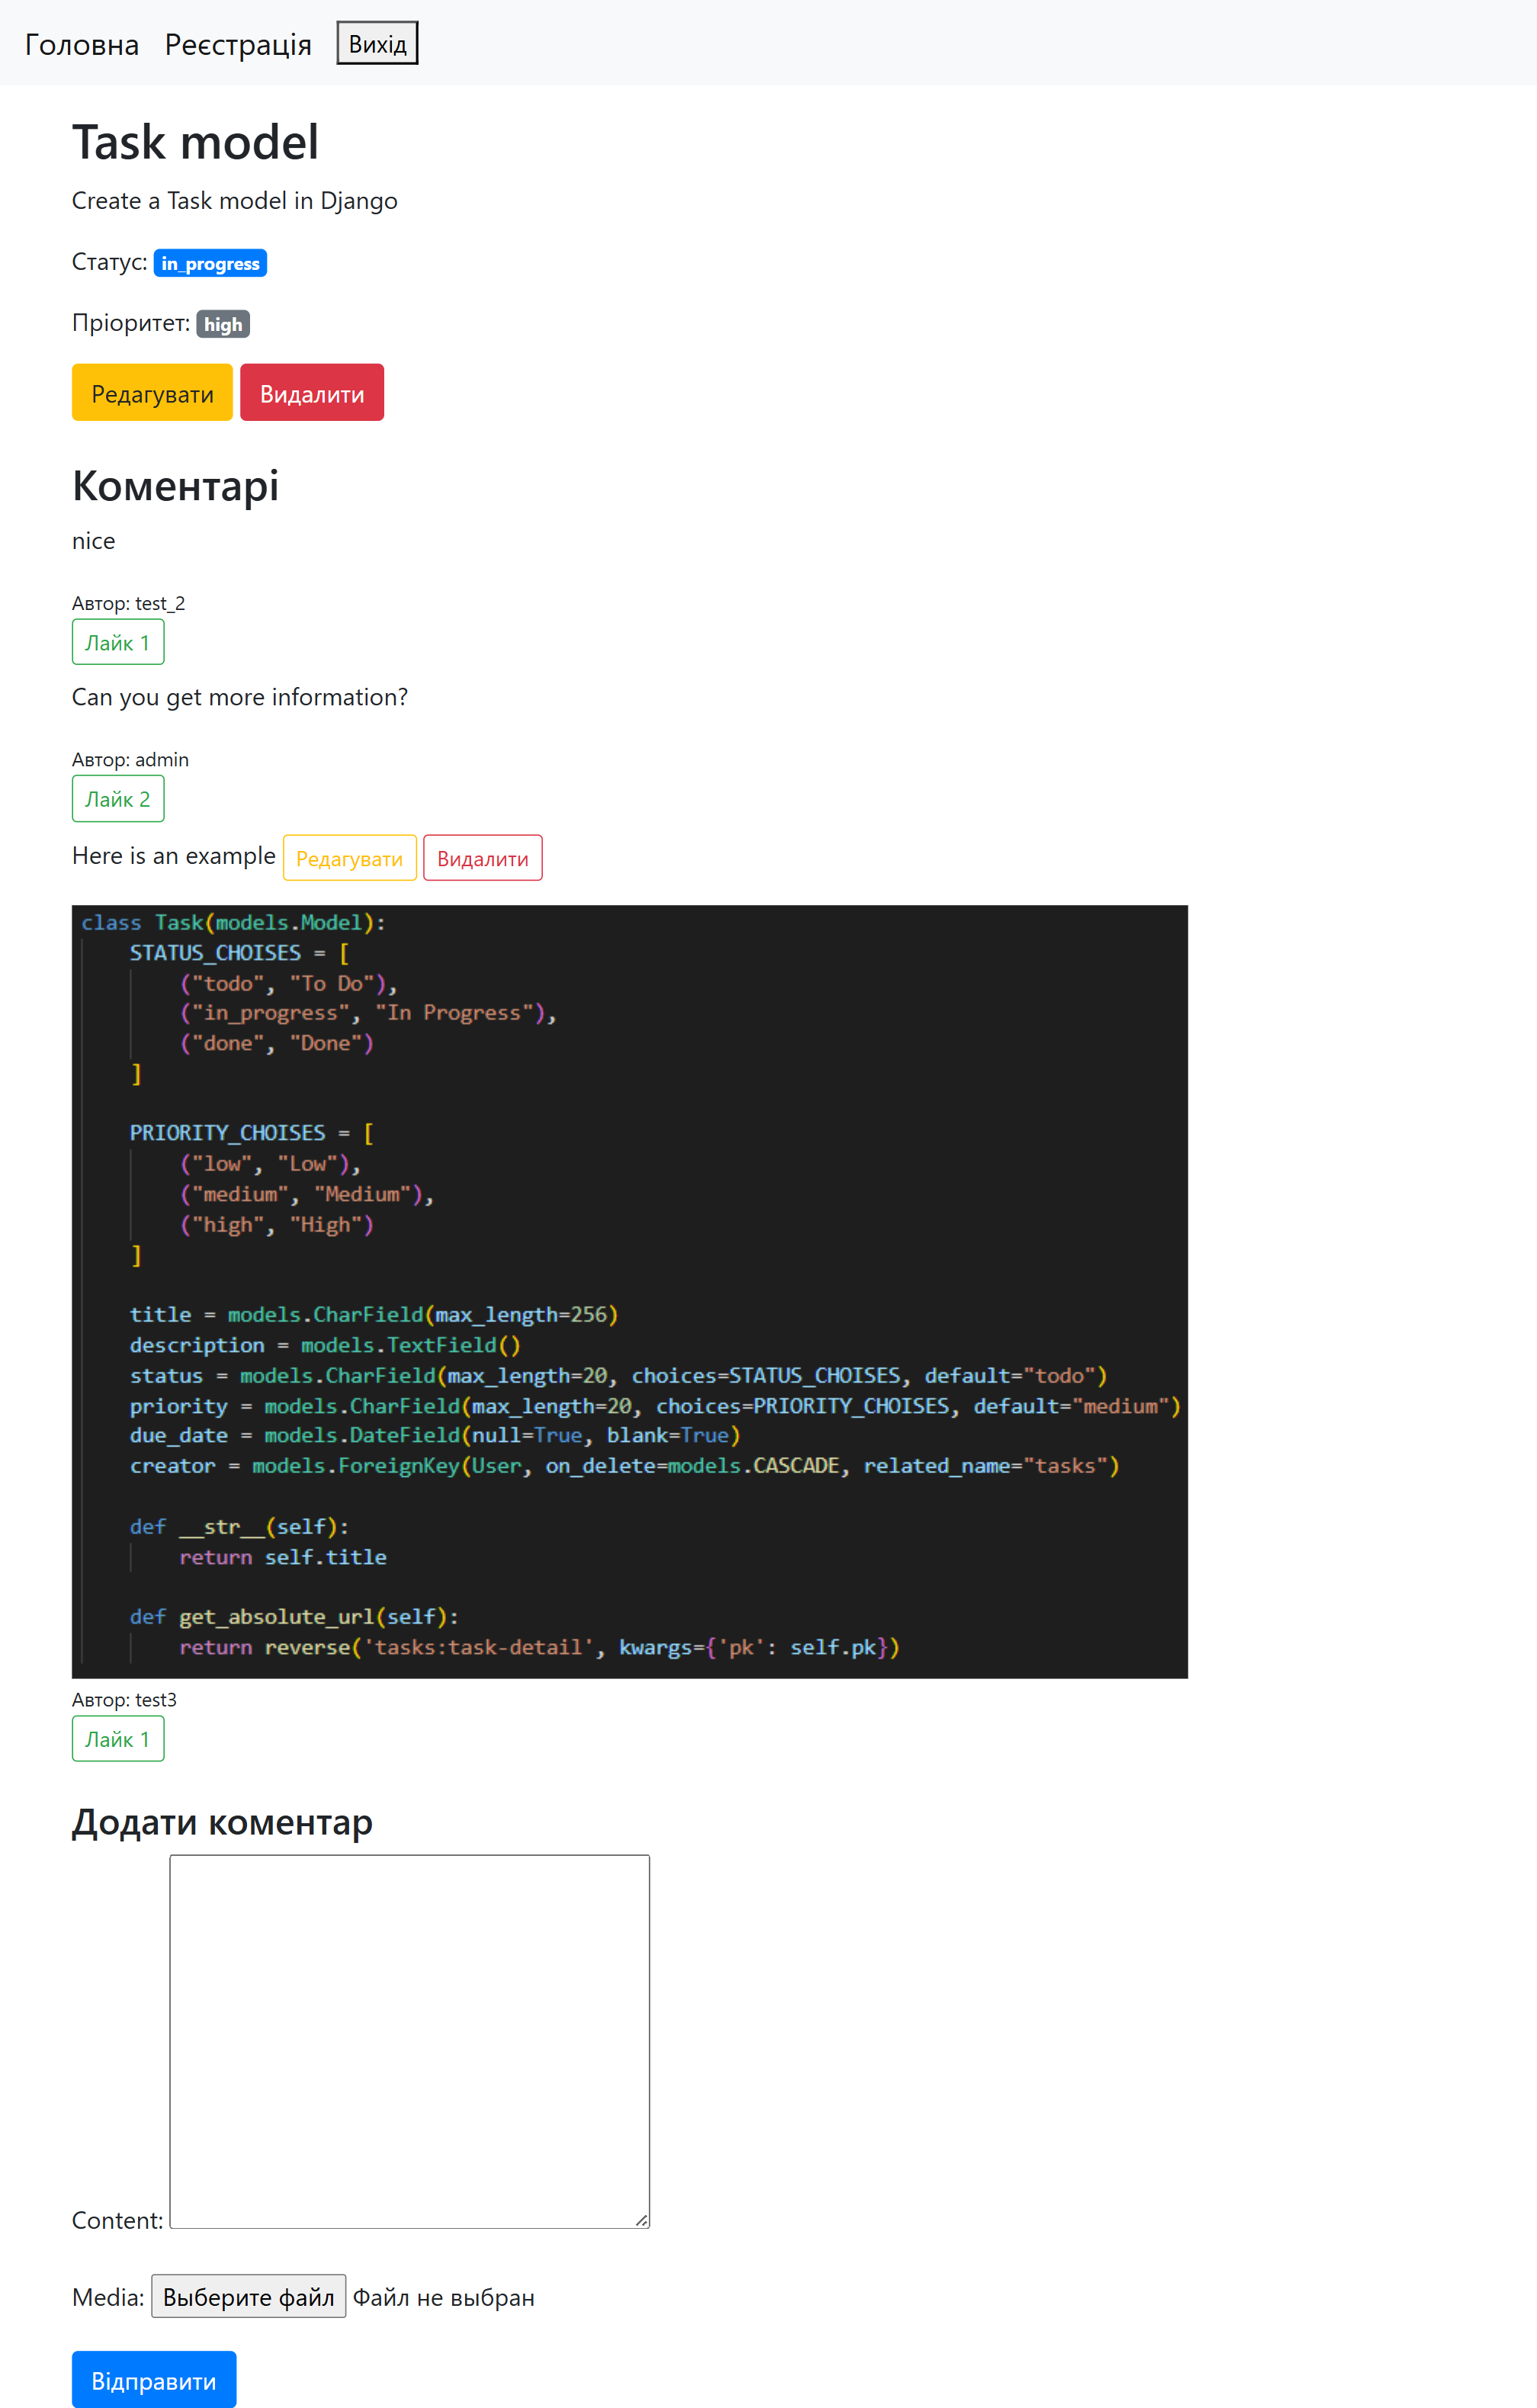 Головна Реєстрація Вихід
Task model
Create a Task model in Django
Статус: in_progress
Пріоритет: high
Редагувати Видалити
Коментарі
nice
Автор: test_2
Лайк 1
Can you get more information?
Автор: admin
Лайк 2
Here is an example Редагувати Видалити
class Task(models.Model):
    STATUS_CHOISES = [
        ("todo", "To Do"),
        ("in_progress", "In Progress"),
        ("done", "Done")
    ]
    PRIORITY_CHOISES = [
        ("low", "Low"),
        ("medium", "Medium"),
        ("high", "High")
    ]
    title = models.CharField(max_length=256)
    description = models.TextField()
    status = models.CharField(max_length=20, choices=STATUS_CHOISES, default="todo")
    priority = models.CharField(max_length=20, choices=PRIORITY_CHOISES, default="medium")
    due_date = models.DateField(null=True, blank=True)
    creator = models.ForeignKey(User, on_delete=models.CASCADE, related_name="tasks")
    def __str__(self):
        return self.title
    def get_absolute_url(self):
        return reverse('tasks:task-detail', kwargs={'pk': self.pk})
Автор: test3
Лайк 1
Додати коментар
Content:
Media: Выберите файл Файл не выбран
Відправити